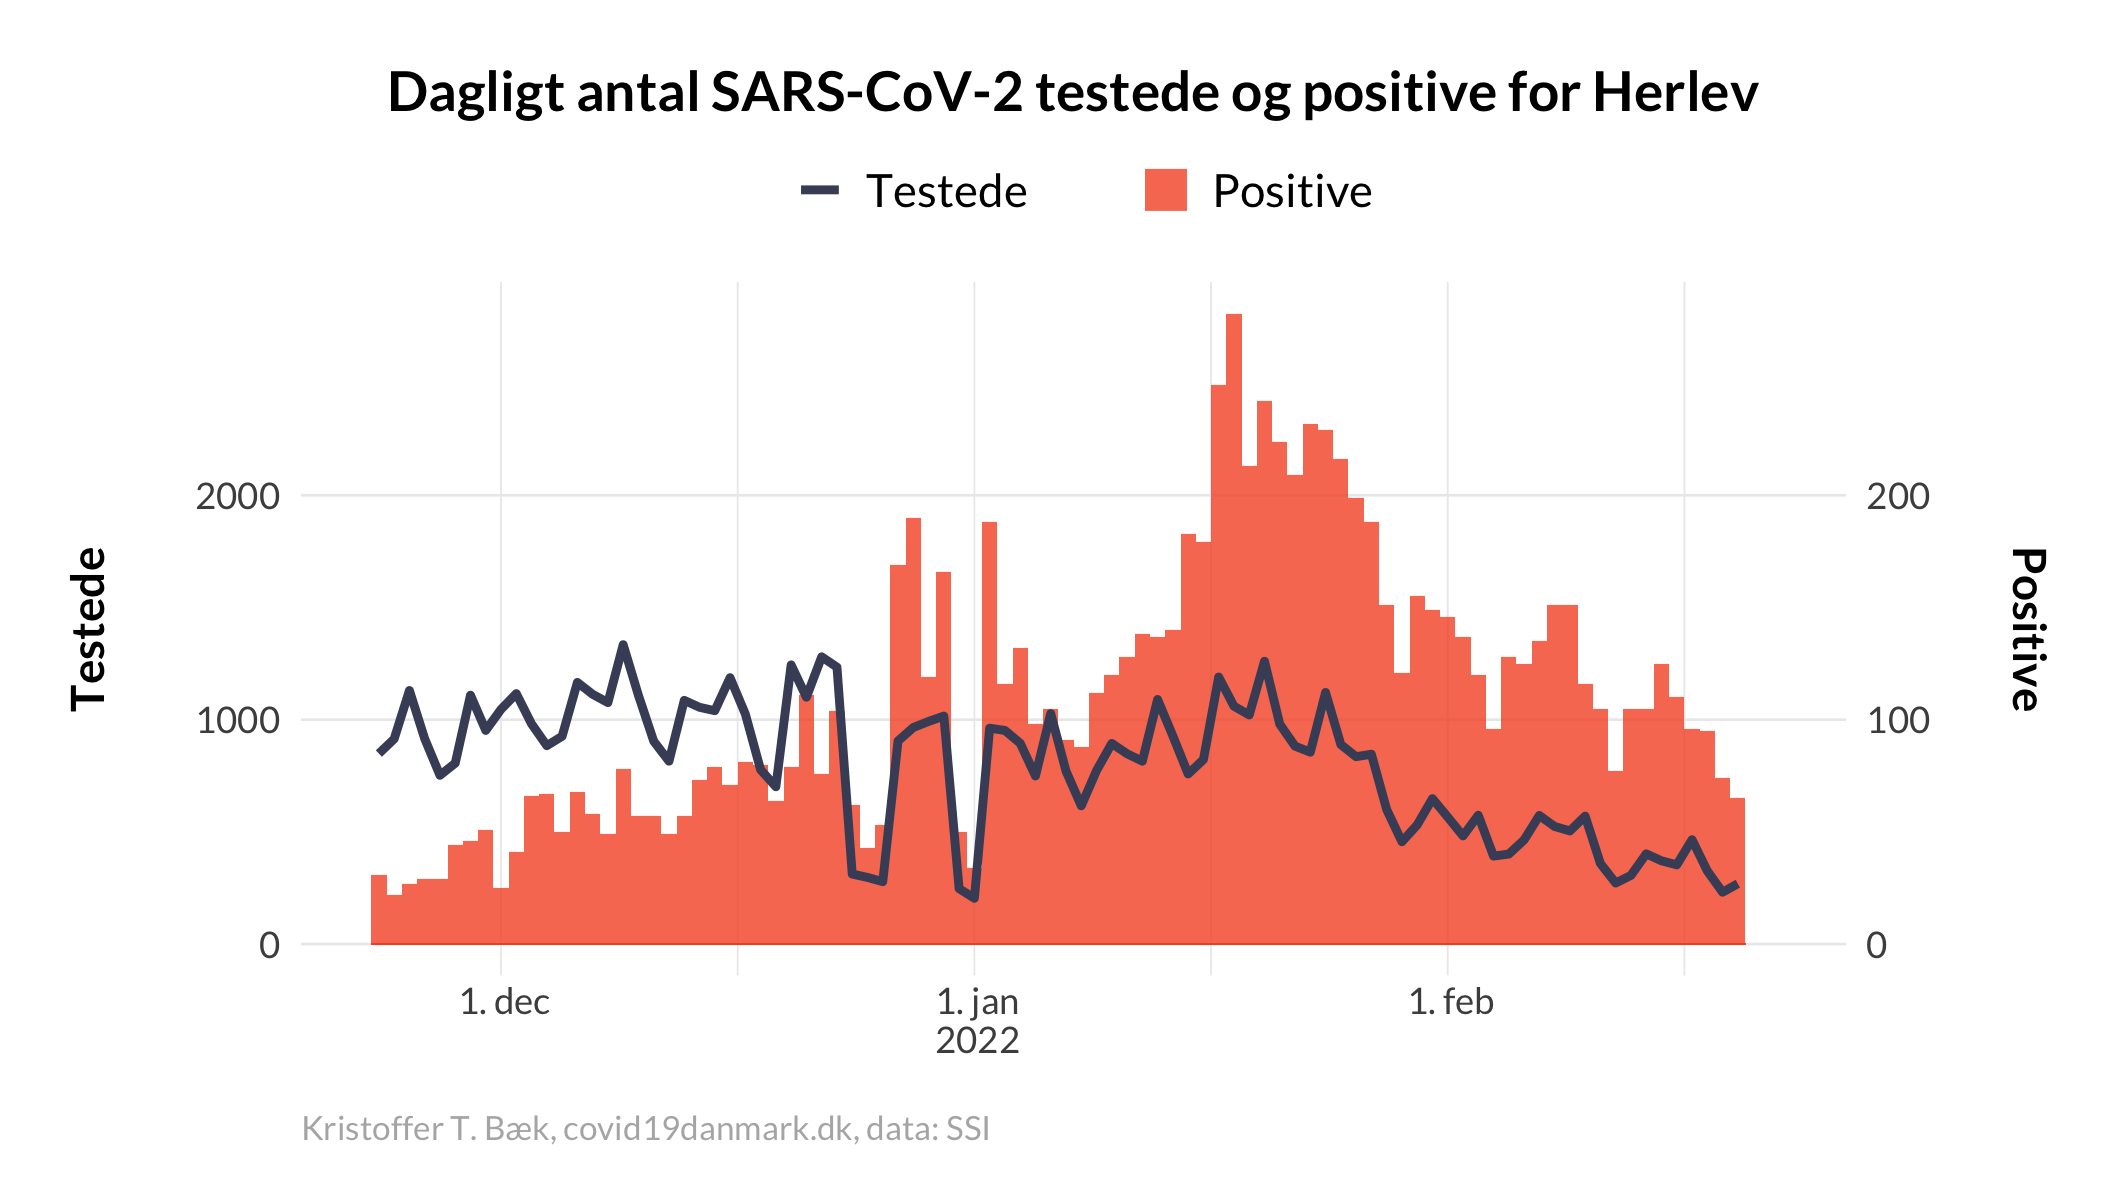 Dagligt antal SARS-CoV-2 testede og positive for Herlev
Testede
Positive
2000
1000
0
Testede
200
100
0
Positive
1. dec
1. jan
2022
1. feb
Kristoffer T. Bæk, covid19danmark.dk, data: SSI